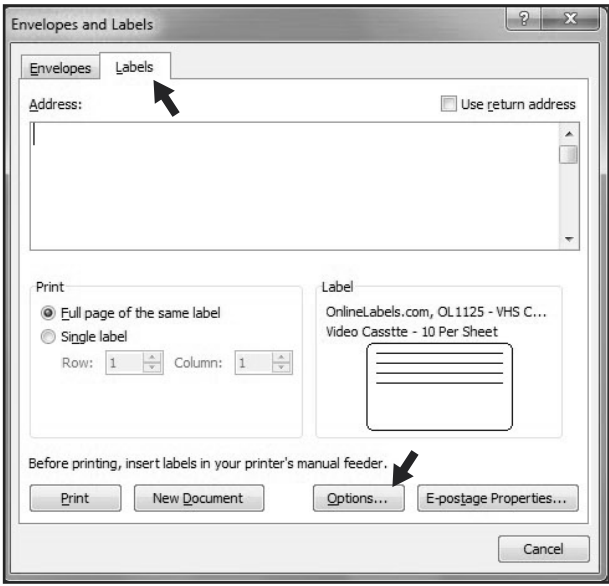 Envelopes and Labels
? X
Envelopes Labels
Address: Use return address
Print
Full page of the same label
Single label
Row: 1 Column: 1
Label
OnlineLabels.com, OL1125 - VHS C...
Video Casstte - 10 Per Sheet
Before printing, insert labels in your printer's manual feeder.
Print New Document Options... E-postage Properties...
Cancel